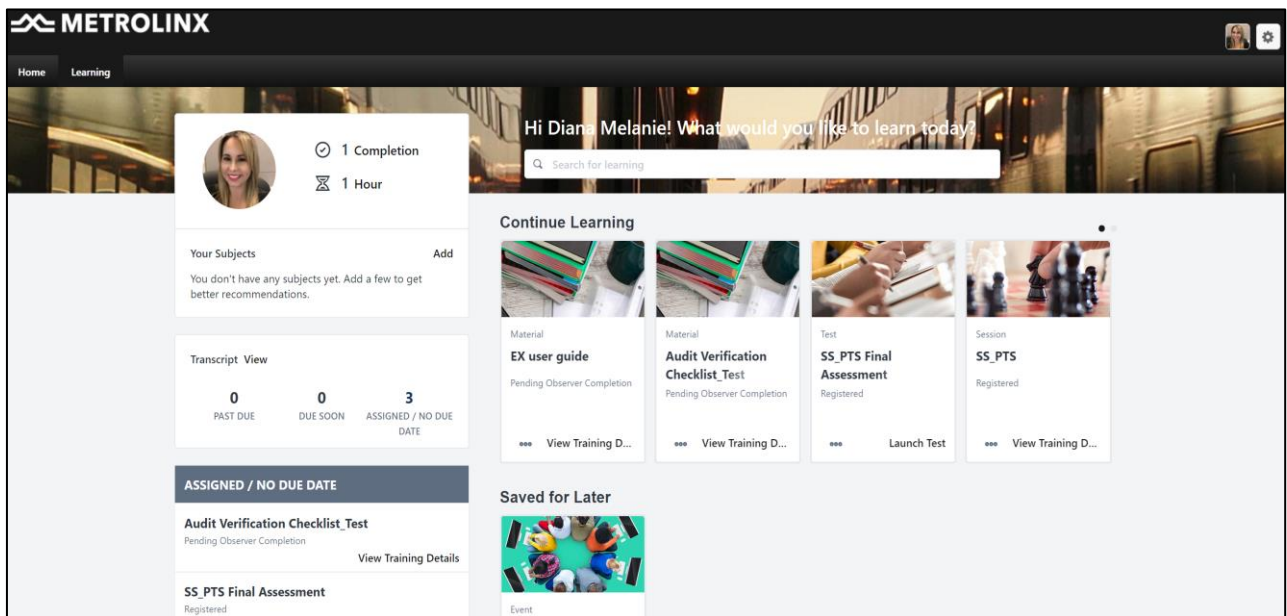 METROLINX
Home Learning
Hi Diana Melanie! What would you like to learn today?
Search for learning
1 Completion
1 Hour
Your Subjects Add
You don't have any subjects yet. Add a few to get
better recommendations.
Transcript View
0 0 3
PAST DUE DUE SOON ASSIGNED / NO DUE
DATE
ASSIGNED / NO DUE DATE
Audit Verification Checklist_Test
Pending Observer Completion
View Training Details
SS_PTS Final Assessment
Registered
Continue Learning
Material
EX user guide
Pending Observer Completion
View Training D...
Material
Audit Verification
Checklist_Test
Pending Observer Completion
View Training D...
Test
SS_PTS Final
Assessment
Registered
Launch Test
Session
SS_PTS
Registered
View Training D...
Saved for Later
Event